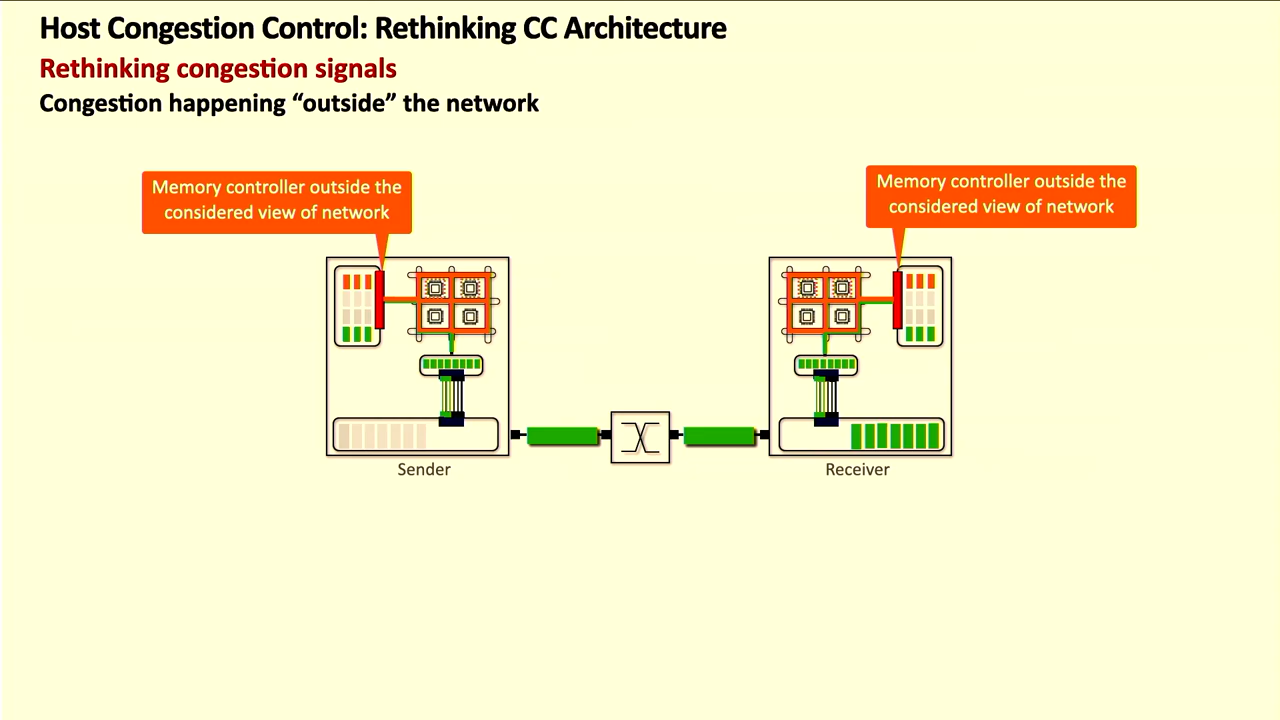 Host Congestion Control: Rethinking CC Architecture
Rethinking congestion signals
Congestion happening “outside” the network
Memory controller outside the
considered view of network
Memory controller outside the
considered view of network
Sender
Receiver